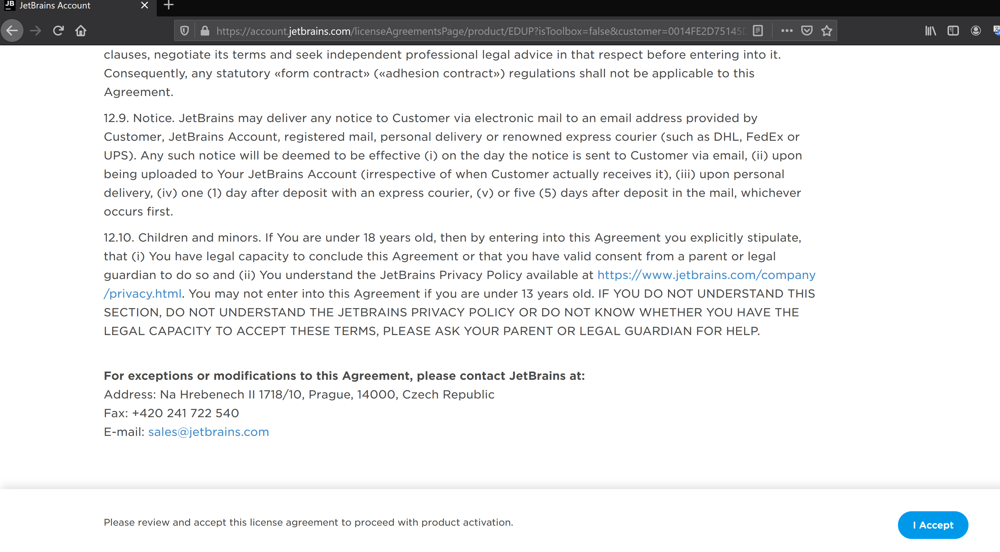 JB JetBrains Account
https://account.jetbrains.com/licenseAgreementsPage/product/EDUP?isToolbox=false&customer=0014FE2D75145
clauses, negotiate its terms and seek independent professional legal advice in that respect before entering into it.
Consequently, any statutory «form contract» («adhesion contract») regulations shall not be applicable to this
Agreement.
12.9. Notice. JetBrains may deliver any notice to Customer via electronic mail to an email address provided by
Customer, JetBrains Account, registered mail, personal delivery or renowned express courier (such as DHL, FedEx or
UPS). Any such notice will be deemed to be effective (i) on the day the notice is sent to Customer via email, (ii) upon
being uploaded to Your JetBrains Account (irrespective of when Customer actually receives it), (iii) upon personal
delivery, (iv) one (1) day after deposit with an express courier, (v) or five (5) days after deposit in the mail, whichever
occurs first.
12.10. Children and minors. If You are under 18 years old, then by entering into this Agreement you explicitly stipulate,
that (i) You have legal capacity to conclude this Agreement or that you have valid consent from a parent or legal
guardian to do so and (ii) You understand the JetBrains Privacy Policy available at https://www.jetbrains.com/company
/privacy.html. You may not enter into this Agreement if you are under 13 years old. IF YOU DO NOT UNDERSTAND THIS
SECTION, DO NOT UNDERSTAND THE JETBRAINS PRIVACY POLICY OR DO NOT KNOW WHETHER YOU HAVE THE
LEGAL CAPACITY TO ACCEPT THESE TERMS, PLEASE ASK YOUR PARENT OR LEGAL GUARDIAN FOR HELP.
For exceptions or modifications to this Agreement, please contact JetBrains at:
Address: Na Hrebenech II 1718/10, Prague, 14000, Czech Republic
Fax: +420 241 722 540
E-mail: sales@jetbrains.com
Please review and accept this license agreement to proceed with product activation.
I Accept